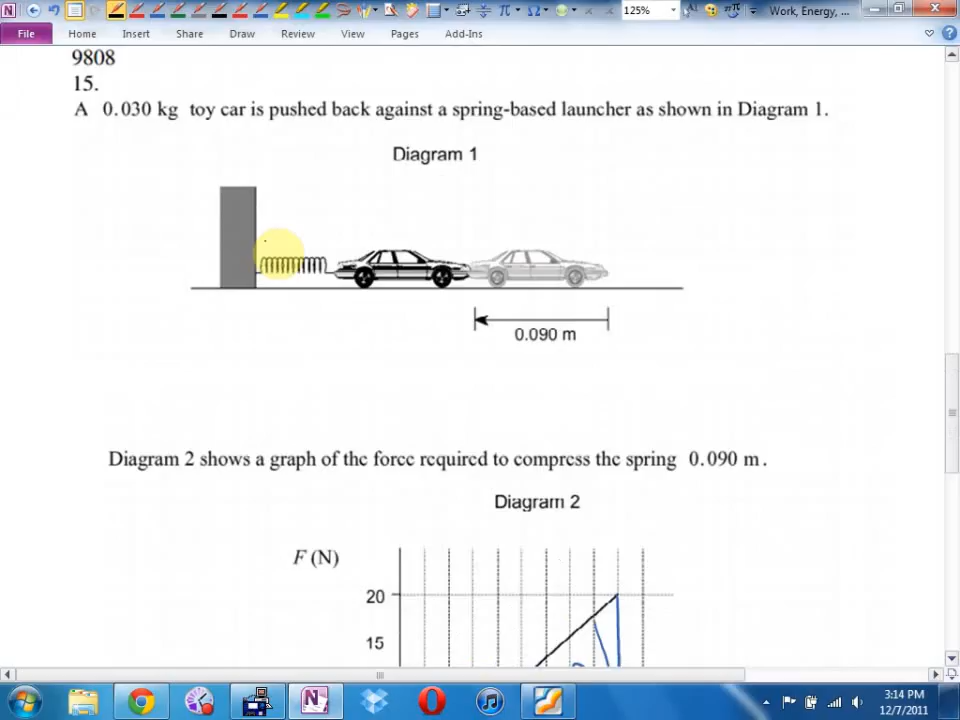 125%
Work, Energy, ...
File Home Insert Share Draw Review View Pages Add-Ins
9808
15.
A 0.030 kg toy car is pushed back against a spring-based launcher as shown in Diagram 1.
Diagram 1
0.090 m
Diagram 2 shows a graph of the force required to compress the spring 0.090 m.
Diagram 2
F (N)
20
15
3:14 PM
12/7/2011